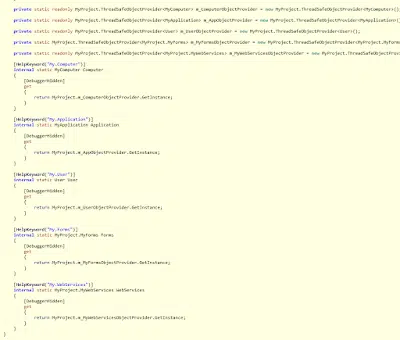 private static readonly MyProject.ThreadSafeObjectProvider<MyComputer> m_ComputerObjectProvider = new MyProject.ThreadSafeObjectProvider<MyComputer>();
private static readonly MyProject.ThreadSafeObjectProvider<MyApplication> m_AppObjectProvider = new MyProject.ThreadSafeObjectProvider<MyApplication>(
private static readonly MyProject.ThreadSafeObjectProvider<User> m_UserObjectProvider = new MyProject.ThreadSafeObjectProvider<User>();
private static readonly MyProject.ThreadSafeObjectProvider<MyProject.MyForms> m_MyFormsObjectProvider = new MyProject.ThreadSafeObjectProvider<MyProject.MyForm
private static readonly MyProject.ThreadSafeObjectProvider<MyProject.MyWebServices> m_MyWebServicesObjectProvider = new MyProject.ThreadSafeObjectProvider<MyPr
[HelpKeyword("My.Computer")]
internal static MyComputer Computer
{
[DebuggerHidden]
get
{
return MyProject.m_ComputerObjectProvider.GetInstance;
}
}
[HelpKeyword("My.Application")]
internal static MyApplication Application
{
[DebuggerHidden]
get
{
return MyProject.m_AppObjectProvider.GetInstance;
}
}
[HelpKeyword("My.User")]
internal static User User
{
[DebuggerHidden]
get
{
return MyProject.m_UserObjectProvider.GetInstance;
}
}
[HelpKeyword("My.Forms")]
internal static MyProject.MyForms Forms
{
[DebuggerHidden]
get
{
return MyProject.m_MyFormsObjectProvider.GetInstance;
}
}
[HelpKeyword("My.WebServices")]
internal static MyProject.MyWebServices WebServices
{
[DebuggerHidden]
get
{
return MyProject.m_MyWebServicesObjectProvider.GetInstance;
}
}
}